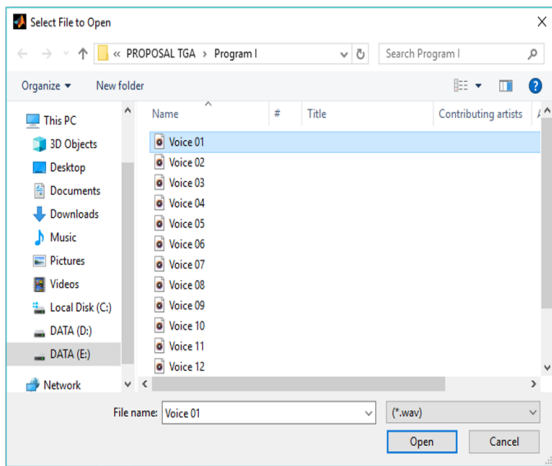 Select File to Open
« PROPOSAL TGA > Program I
Search Program I
Organize
New folder
Name # Title Contributing artists
This PC
3D Objects
Desktop
Documents
Downloads
Music
Pictures
Videos
Local Disk (C:)
DATA (D:)
DATA (E:)
Network
Voice 01
Voice 02
Voice 03
Voice 04
Voice 05
Voice 06
Voice 07
Voice 08
Voice 09
Voice 10
Voice 11
Voice 12
File name: Voice 01
(*.wav)
Open Cancel